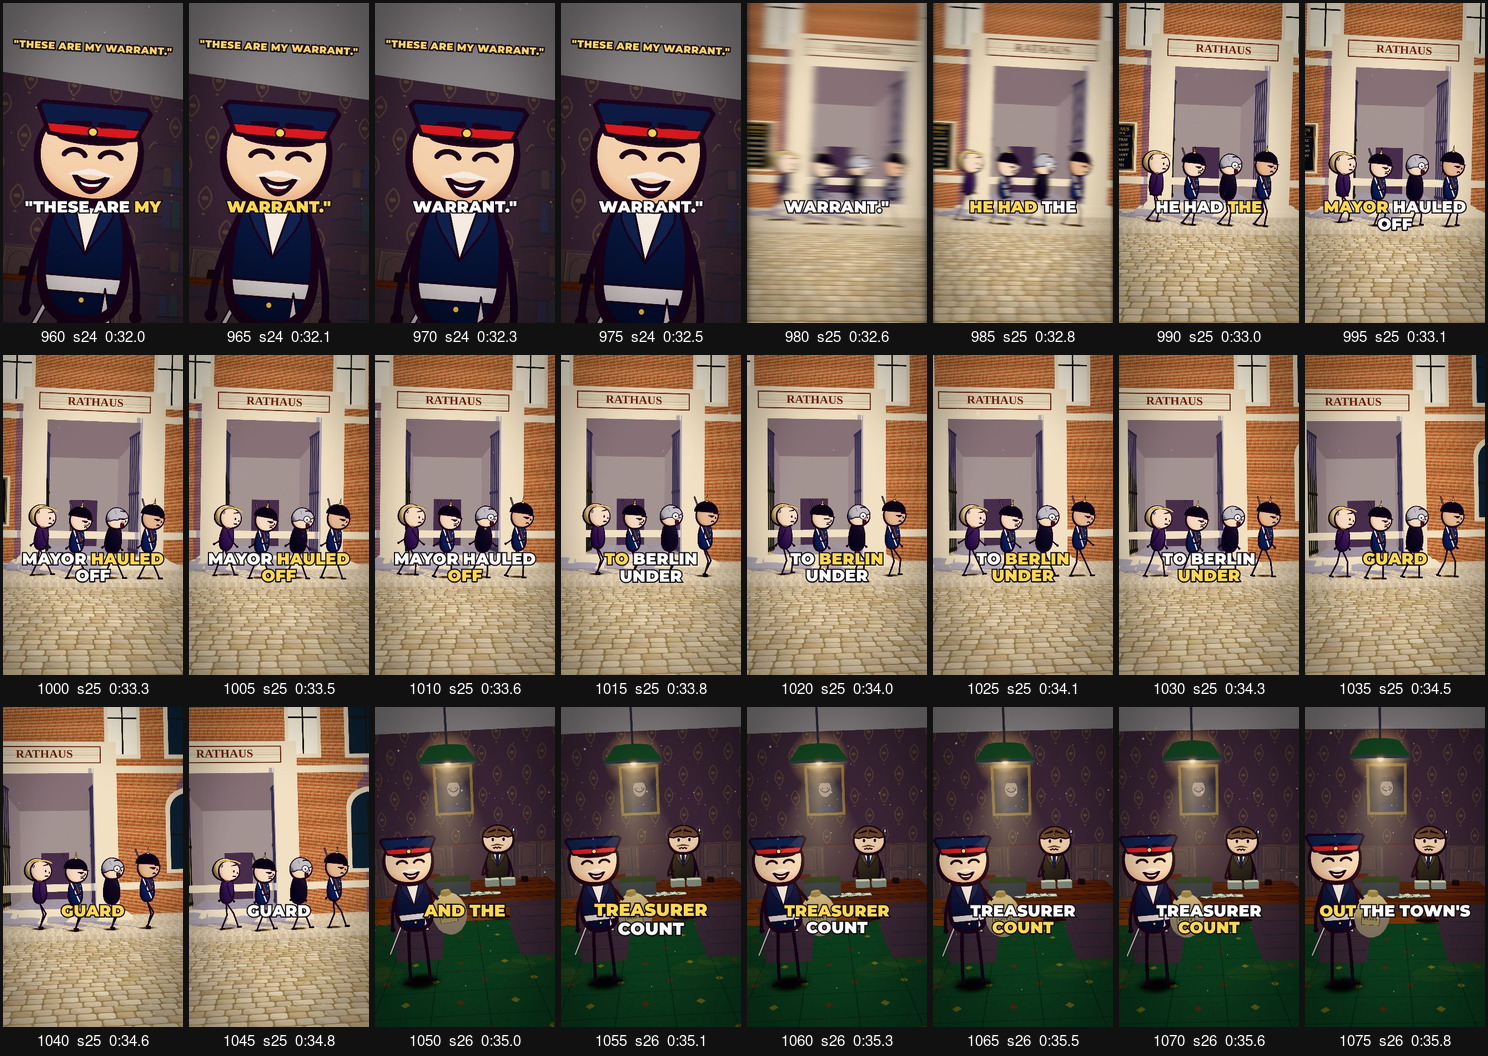 "THESE ARE MY WARRANT."
"THESE ARE MY
960 s24 0:32.0
"THESE ARE MY WARRANT."
WARRANT."
965 s24 0:32.1
"THESE ARE MY WARRANT."
WARRANT."
970 s24 0:32.3
"THESE ARE MY WARRANT."
WARRANT."
975 s24 0:32.5
WARRANT."
980 s25 0:32.6
RATHAUS
HE HAD THE
985 s25 0:32.8
RATHAUS
HE HAD THE
990 s25 0:33.0
RATHAUS
MAYOR HAULED
OFF
995 s25 0:33.1
RATHAUS
MAYOR HAULED
OFF
1000 s25 0:33.3
RATHAUS
MAYOR HAULED
OFF
1005 s25 0:33.5
RATHAUS
MAYOR HAULED
OFF
1010 s25 0:33.6
RATHAUS
TO BERLIN
UNDER
1015 s25 0:33.8
RATHAUS
TO BERLIN
UNDER
1020 s25 0:34.0
RATHAUS
TO BERLIN
UNDER
1025 s25 0:34.1
RATHAUS
TO BERLIN
UNDER
1030 s25 0:34.3
RATHAUS
GUARD
1035 s25 0:34.5
RATHAUS
GUARD
1040 s25 0:34.6
RATHAUS
GUARD
1045 s25 0:34.8
AND THE
1050 s26 0:35.0
TREASURER
COUNT
1055 s26 0:35.1
TREASURER
COUNT
1060 s26 0:35.3
TREASURER
COUNT
1065 s26 0:35.5
TREASURER
COUNT
1070 s26 0:35.6
OUT THE TOWN'S
1075 s26 0:35.8